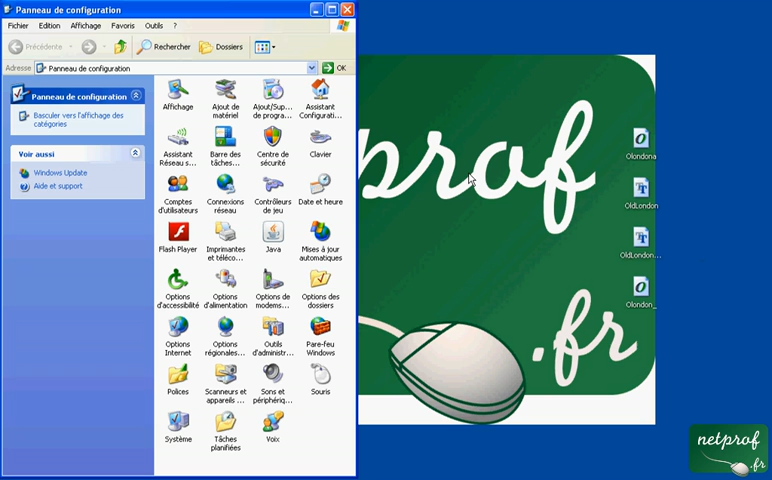 Panneau de configuration
Fichier Edition Affichage Favoris Outils ?
Précédente Rechercher Dossiers
Adresse Panneau de configuration OK
Panneau de configuration
Basculer vers l'affichage des
catégories
Voir aussi
Windows Update
Aide et support
Affichage
Ajout de
matériel
Ajout/Sup...
de progra...
Assistant
Configurati...
Assistant
Réseau s...
Barre des
tâches...
Centre de
sécurité
Clavier
Comptes
d'utilisateurs
Connexions
réseau
Contrôleurs
de jeu
Date et heure
Flash Player
Imprimantes
et téléco...
Java
Mises à jour
automatiques
Options
d'accessibilité
Options
d'alimentation
Options de
modems...
Options des
dossiers
Options
Internet
Options
régionales...
Outils
d'administr...
Pare-feu
Windows
Polices
Scanneurs et
appareils ...
Sons et
périphériq...
Souris
Système
Tâches
planifiées
Voix
prof
.fr
Olondona
OldLondon
OldLondon...
Olondon_
netprof
.fr